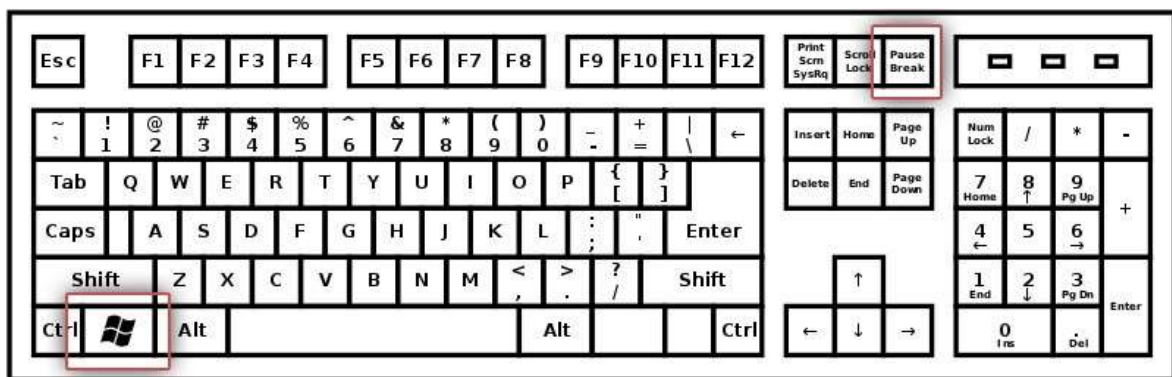 Esc F1 F2 F3 F4 F5 F6 F7 F8 F9 F10 F11 F12 Print Scrn SysRq Scroll Lock Pause Break
~ ` ! 1 @ 2 # 3 $ 4 % 5 ^ 6 & 7 * 8 ( 9 ) 0 _ - + = | \ ← Insert Home Page Up Num Lock / * -
Tab Q W E R T Y U I O P { [ } ] Delete End Page Down 7 Home 8 ↑ 9 Pg Up +
Caps A S D F G H J K L : ; " ' Enter 4 ← 5 6 →
Shift Z X C V B N M < , > . ? / Shift ↑ 1 End 2 ↓ 3 Pg Dn Enter
Ctrl Alt Alt Ctrl ← ↓ → 0 Ins . Del